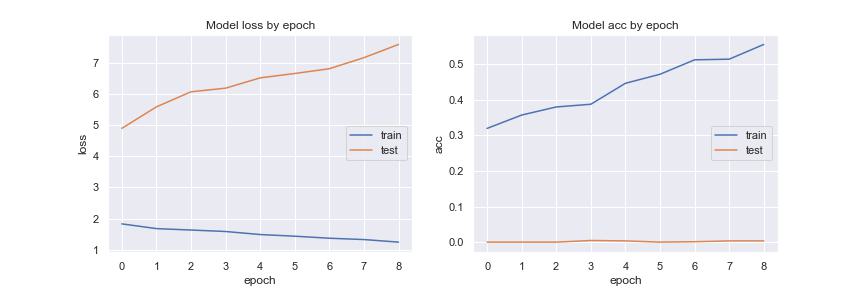 Model loss by epoch
7
6
5
4
3
2
1
loss
0 1 2 3 4 5 6 7 8
epoch
train
test
Model acc by epoch
0.5
0.4
0.3
0.2
0.1
0.0
acc
0 1 2 3 4 5 6 7 8
epoch
train
test